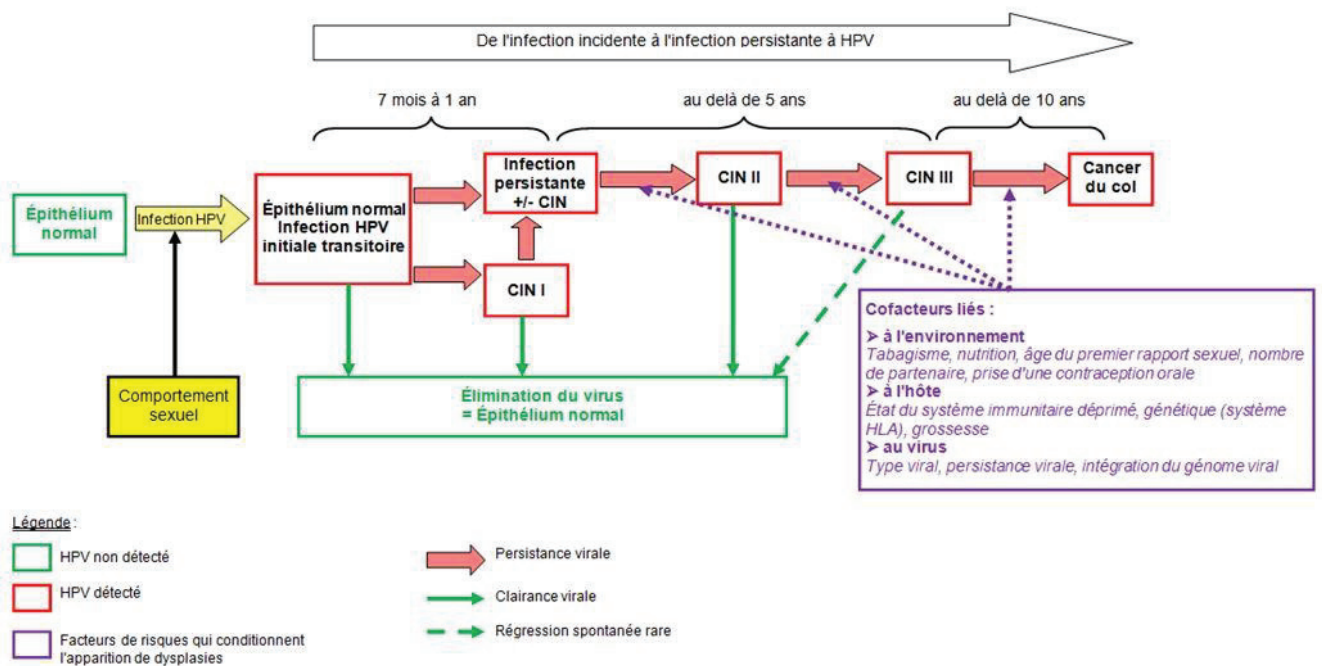 De l'infection incidente à l'infection persistante à HPV
7 mois à 1 an
au delà de 5 ans
au delà de 10 ans
Épithélium
normal
Infection HPV
Épithélium normal
Infection HPV
initiale transitoire
Infection
persistante
+/- CIN
CIN I
CIN II
CIN III
Cancer
du col
Comportement
sexuel
Élimination du virus
= Épithélium normal
Cofacteurs liés :
➤ à l'environnement
Tabagisme, nutrition, âge du premier rapport sexuel, nombre
de partenaire, prise d'une contraception orale
➤ à l'hôte
État du système immunitaire déprimé, génétique (système
HLA), grossesse
➤ au virus
Type viral, persistance virale, intégration du génome viral
Légende :
HPV non détecté
HPV détecté
Facteurs de risques qui conditionnent
l'apparition de dysplasies
Persistance virale
Clairance virale
Régression spontanée rare